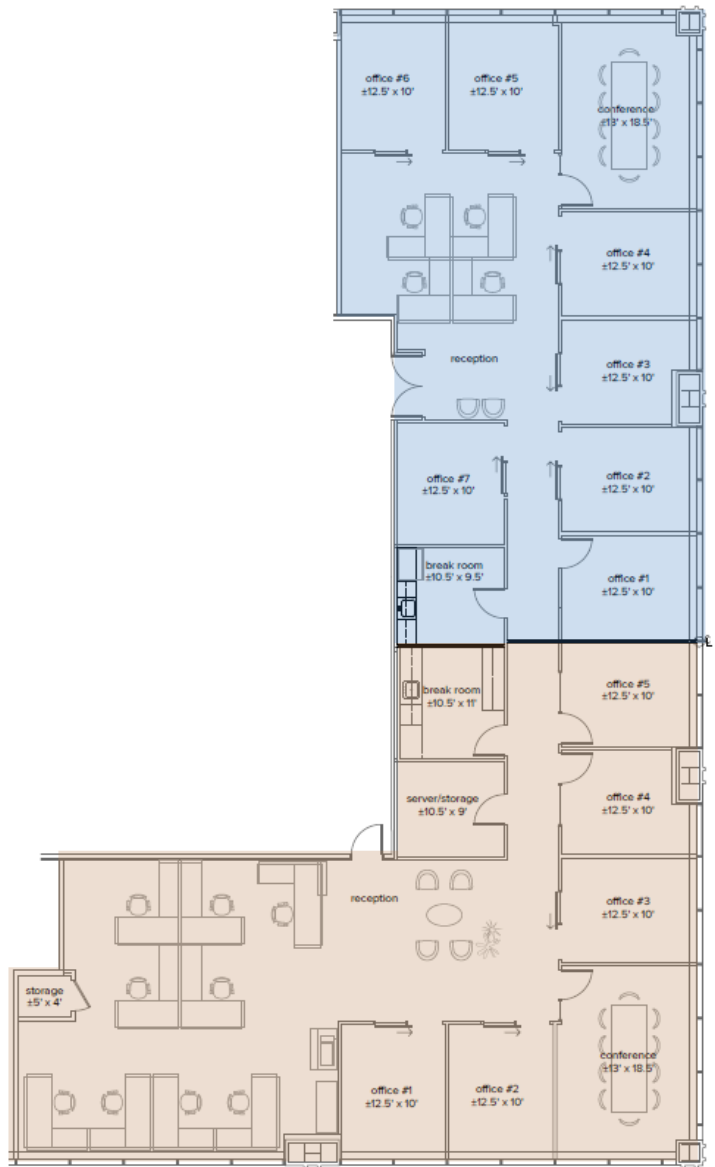 office #6
±12.5' x 10'
office #5
±12.5' x 10'
conference
±13' x 18.5'
office #4
±12.5' x 10'
reception
office #3
±12.5' x 10'
office #7
±12.5' x 10'
office #2
±12.5' x 10'
break room
±10.5' x 9.5'
office #1
±12.5' x 10'
break room
±10.5' x 11'
office #5
±12.5' x 10'
server/storage
±10.5' x 9'
office #4
±12.5' x 10'
reception
office #3
±12.5' x 10'
storage
±5' x 4'
office #1
±12.5' x 10'
office #2
±12.5' x 10'
conference
±13' x 18.5'